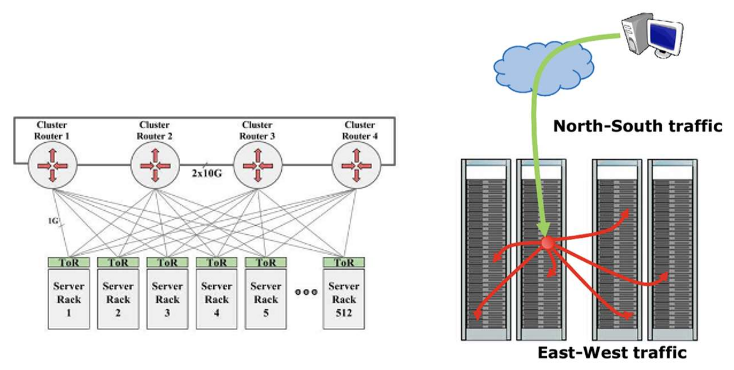 Cluster
Router 1
Cluster
Router 2
Cluster
Router 3
Cluster
Router 4
2x10G
1G
ToR
ToR
ToR
ToR
ToR
ToR
Server
Rack
1
Server
Rack
2
Server
Rack
3
Server
Rack
4
Server
Rack
5
Server
Rack
512
North-South traffic
East-West traffic